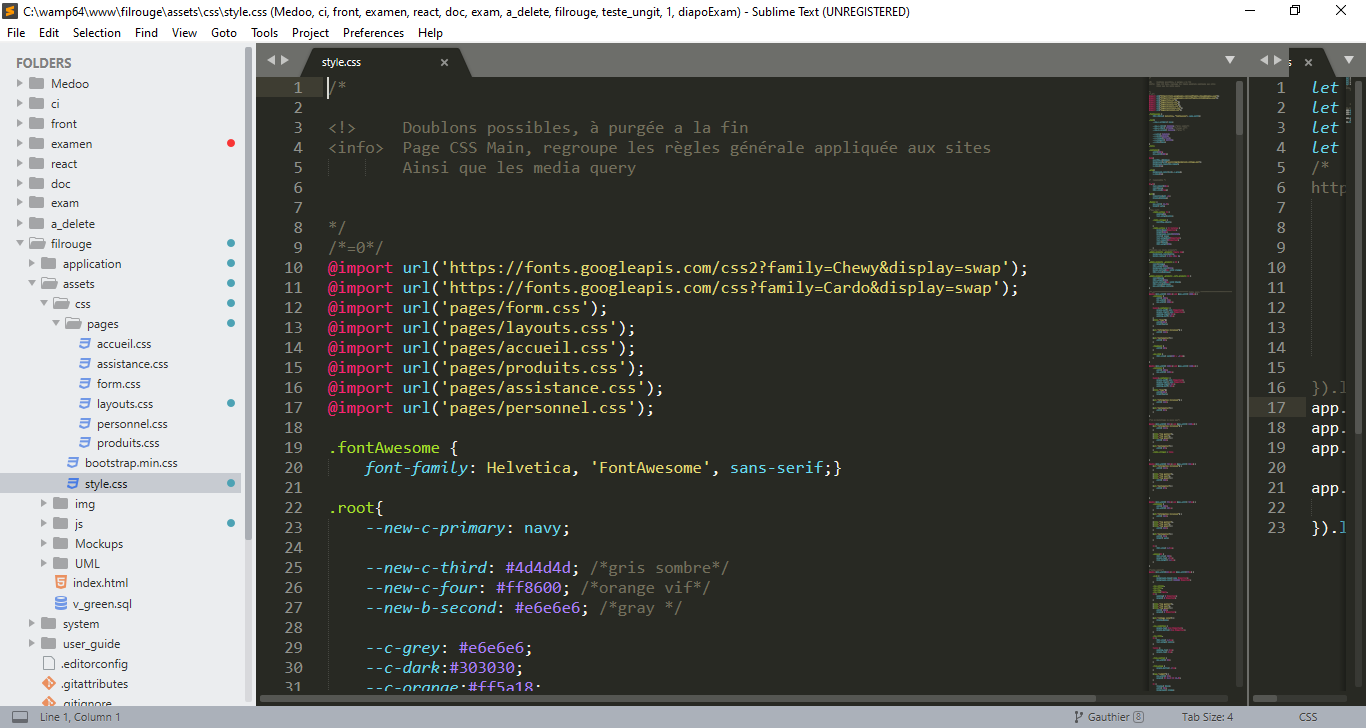 C:\wamp64\www\filrouge\assets\css\style.css (Medoo, ci, front, examen, react, doc, exam, a_delete, filrouge, teste_ungit, 1, diapoExam) - Sublime Text (UNREGISTERED)
File Edit Selection Find View Goto Tools Project Preferences Help
FOLDERS
Medoo
ci
front
examen
react
doc
exam
a_delete
filrouge
application
assets
css
pages
accueil.css
assistance.css
form.css
layouts.css
personnel.css
produits.css
bootstrap.min.css
style.css
img
js
Mockups
UML
index.html
v_green.sql
system
user_guide
.editorconfig
.gitattributes
.gitignore
style.css
1 /*
2
3 <!> Doublons possibles, à purgée a la fin
4 <info> Page CSS Main, regroupe les règles générale appliquée aux sites
5 Ainsi que les media query
6
7
8 */
9 /*=0*/
10 @import url('https://fonts.googleapis.com/css2?family=Chewy&display=swap');
11 @import url('https://fonts.googleapis.com/css?family=Cardo&display=swap');
12 @import url('pages/form.css');
13 @import url('pages/layouts.css');
14 @import url('pages/accueil.css');
15 @import url('pages/produits.css');
16 @import url('pages/assistance.css');
17 @import url('pages/personnel.css');
18
19 .fontAwesome {
20 font-family: Helvetica, 'FontAwesome', sans-serif;}
21
22 .root{
23 --new-c-primary: navy;
24
25 --new-c-third: #4d4d4d; /*gris sombre*/
26 --new-c-four: #ff8600; /*orange vif*/
27 --new-b-second: #e6e6e6; /*gray */
28
29 --c-grey: #e6e6e6;
30 --c-dark:#303030;
31 --c-orange:#ff5a18;
s
1 let
2 let
3 let
4 let
5 /*
6 http
7
8
9
10
11
12
13
14
15
16 }).l
17 app.
18 app.
19 app.
20
21 app.
22
23 }).l
Line 1, Column 1
Gauthier 8
Tab Size: 4
CSS